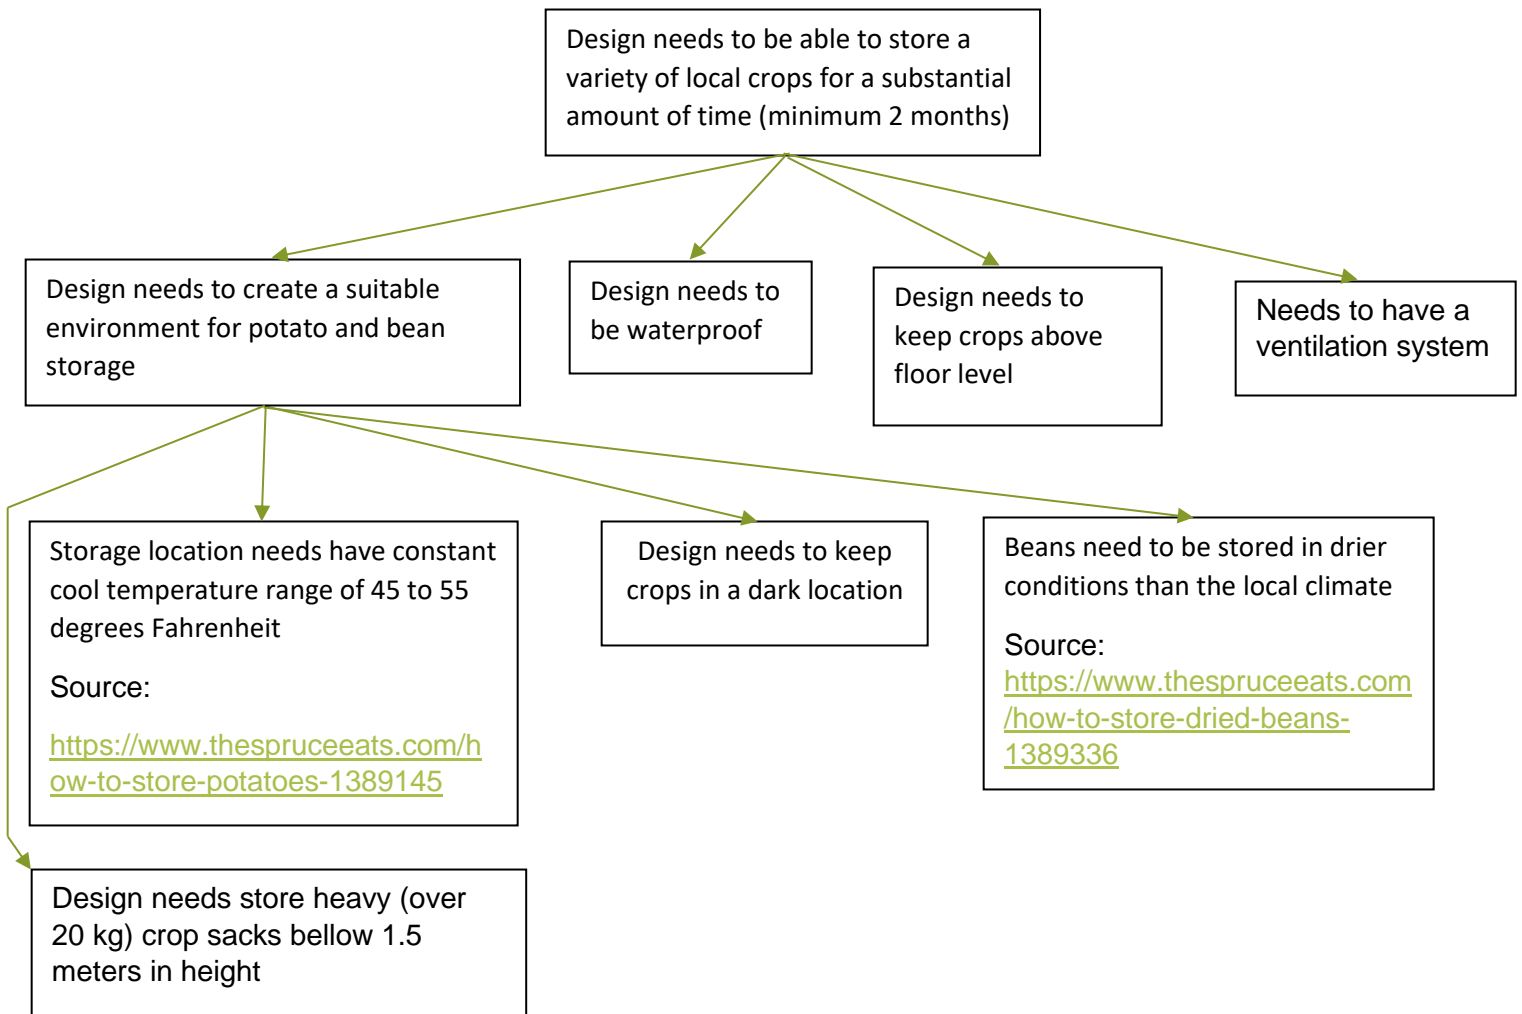 Design needs to be able to store a
variety of local crops for a substantial
amount of time (minimum 2 months)
Design needs to create a suitable
environment for potato and bean
storage
Design needs to
be waterproof
Design needs to
keep crops above
floor level
Needs to have a
ventilation system
Storage location needs have constant
cool temperature range of 45 to 55
degrees Fahrenheit
Source:
https://www.thespruceeats.com/h
ow-to-store-potatoes-1389145
Design needs to keep
crops in a dark location
Beans need to be stored in drier
conditions than the local climate
Source:
https://www.thespruceeats.com
/how-to-store-dried-beans-
1389336
Design needs store heavy (over
20 kg) crop sacks bellow 1.5
meters in height